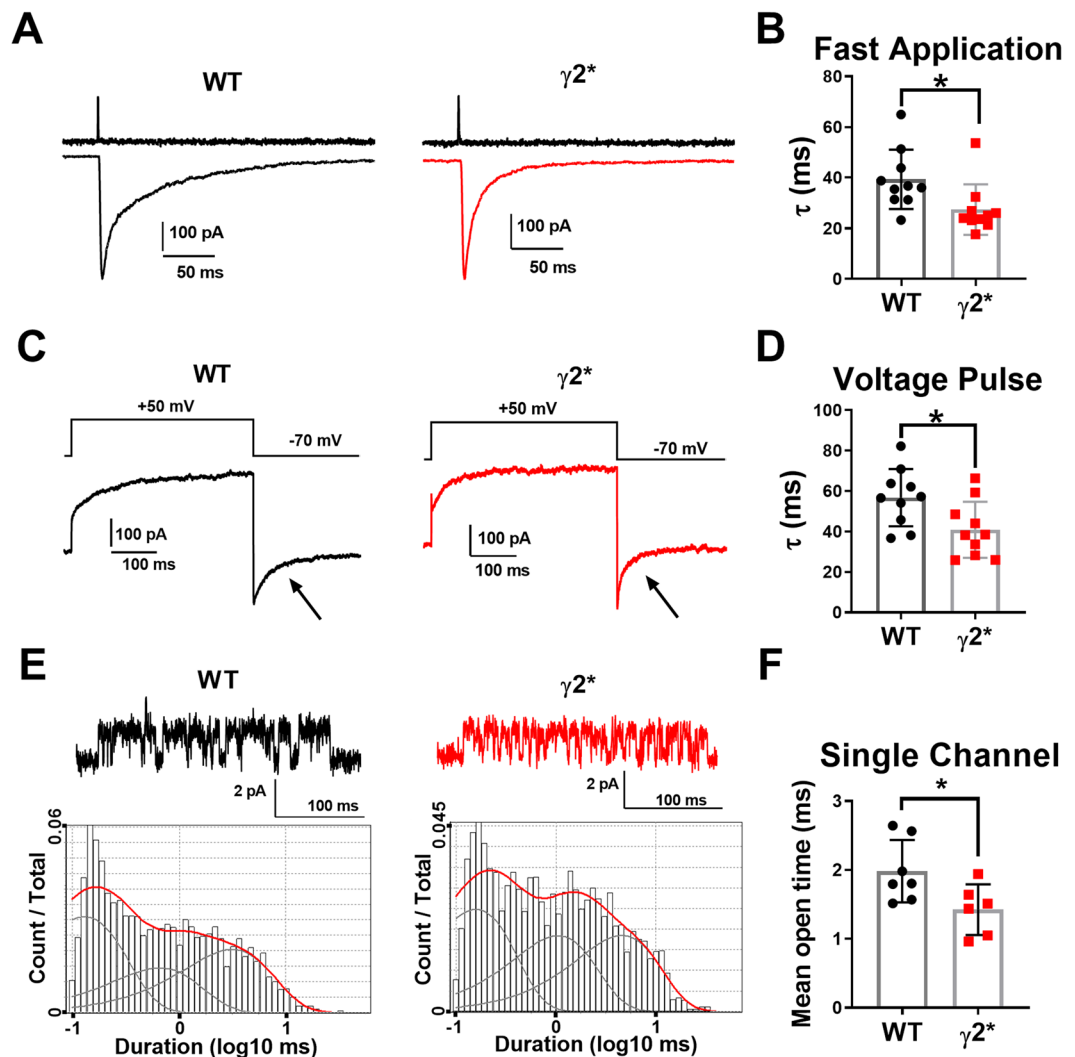 A
WT
γ2*
100 pA
50 ms
100 pA
50 ms
B
Fast Application
*
80
60
40
20
0
τ (ms)
WT
γ2*
C
WT
γ2*
+50 mV
-70 mV
+50 mV
-70 mV
100 pA
100 ms
100 pA
100 ms
D
Voltage Pulse
*
100
80
60
40
20
0
τ (ms)
WT
γ2*
E
WT
γ2*
2 pA
100 ms
2 pA
100 ms
0.06
0
Count / Total
-1
0
1
Duration (log10 ms)
0.045
0
Count / Total
-1
0
1
Duration (log10 ms)
F
Single Channel
*
3
2
1
0
Mean open time (ms)
WT
γ2*